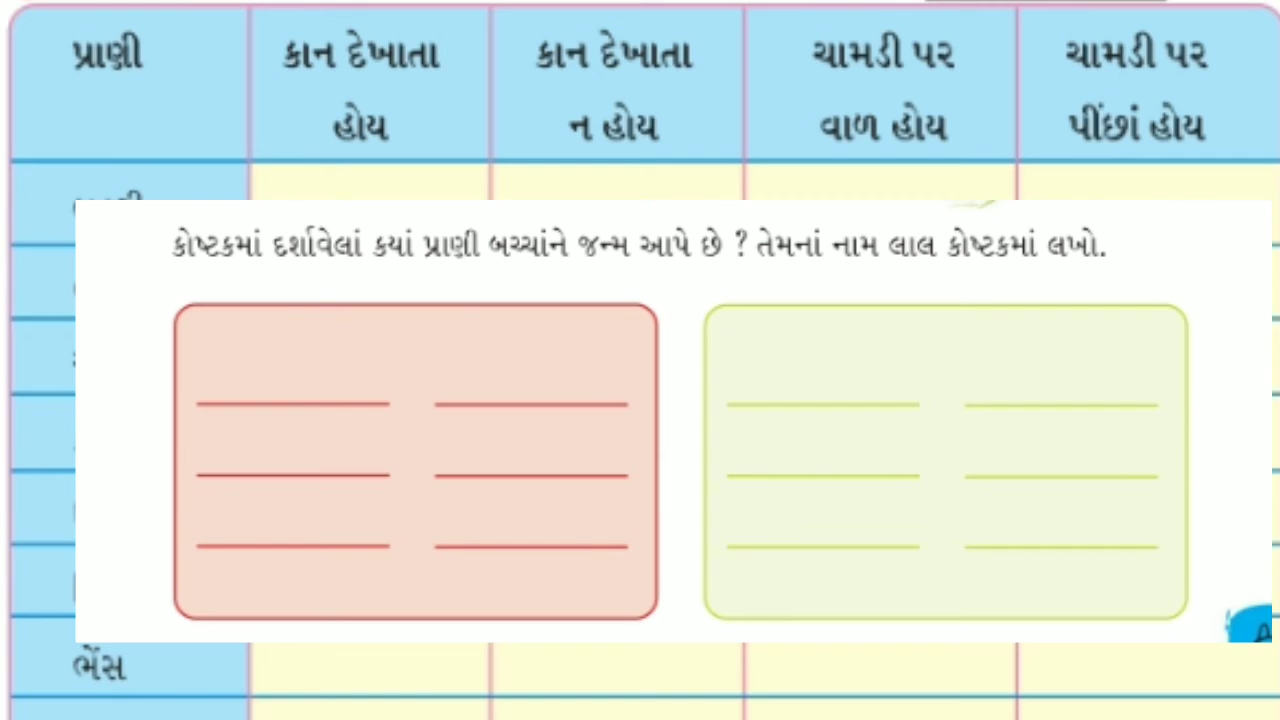 પ્રાણી
કાન દેખાતા
હોય
કાન દેખાતા
ન હોય
ચામડી પર
વાળ હોય
ચામડી પર
પીંછાં હોય
કોષ્ટકમાં દર્શાવેલાં કયાં પ્રાણી બચ્ચાંને જન્મ આપે છે ? તેમનાં નામ લાલ કોષ્ટકમાં લખો.
ભેંસ